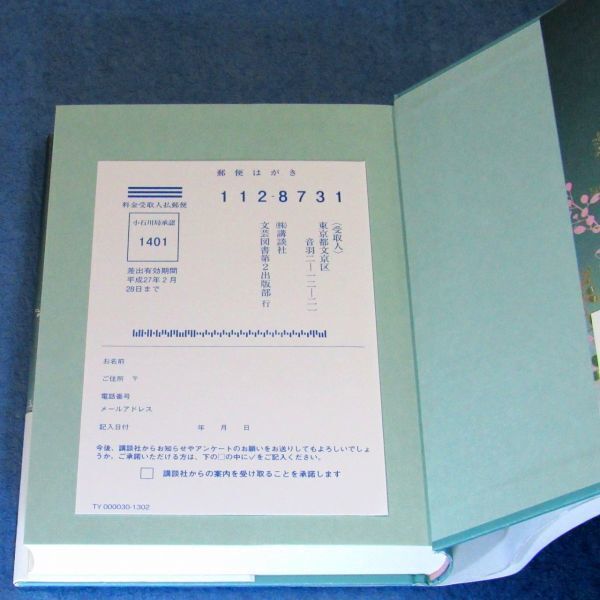 郵便はがき
112-8731
料金受取人払郵便
小石川局承認
1401
差出有効期間
平成27年2月
28日まで
〈受取人〉
東京都文京区
音羽二―一二―二一
㈱講談社
文芸図書第2出版部 行
お名前
ご住所 〒
電話番号
メールアドレス
記入日付 年 月 日
今後、講談社からお知らせやアンケートのお願いをお送りしてもよろしいでしょ
うか。ご承諾いただける方は、下の□の中に✓をご記入ください。
□ 講談社からの案内を受け取ることを承諾します
TY 000030-1302